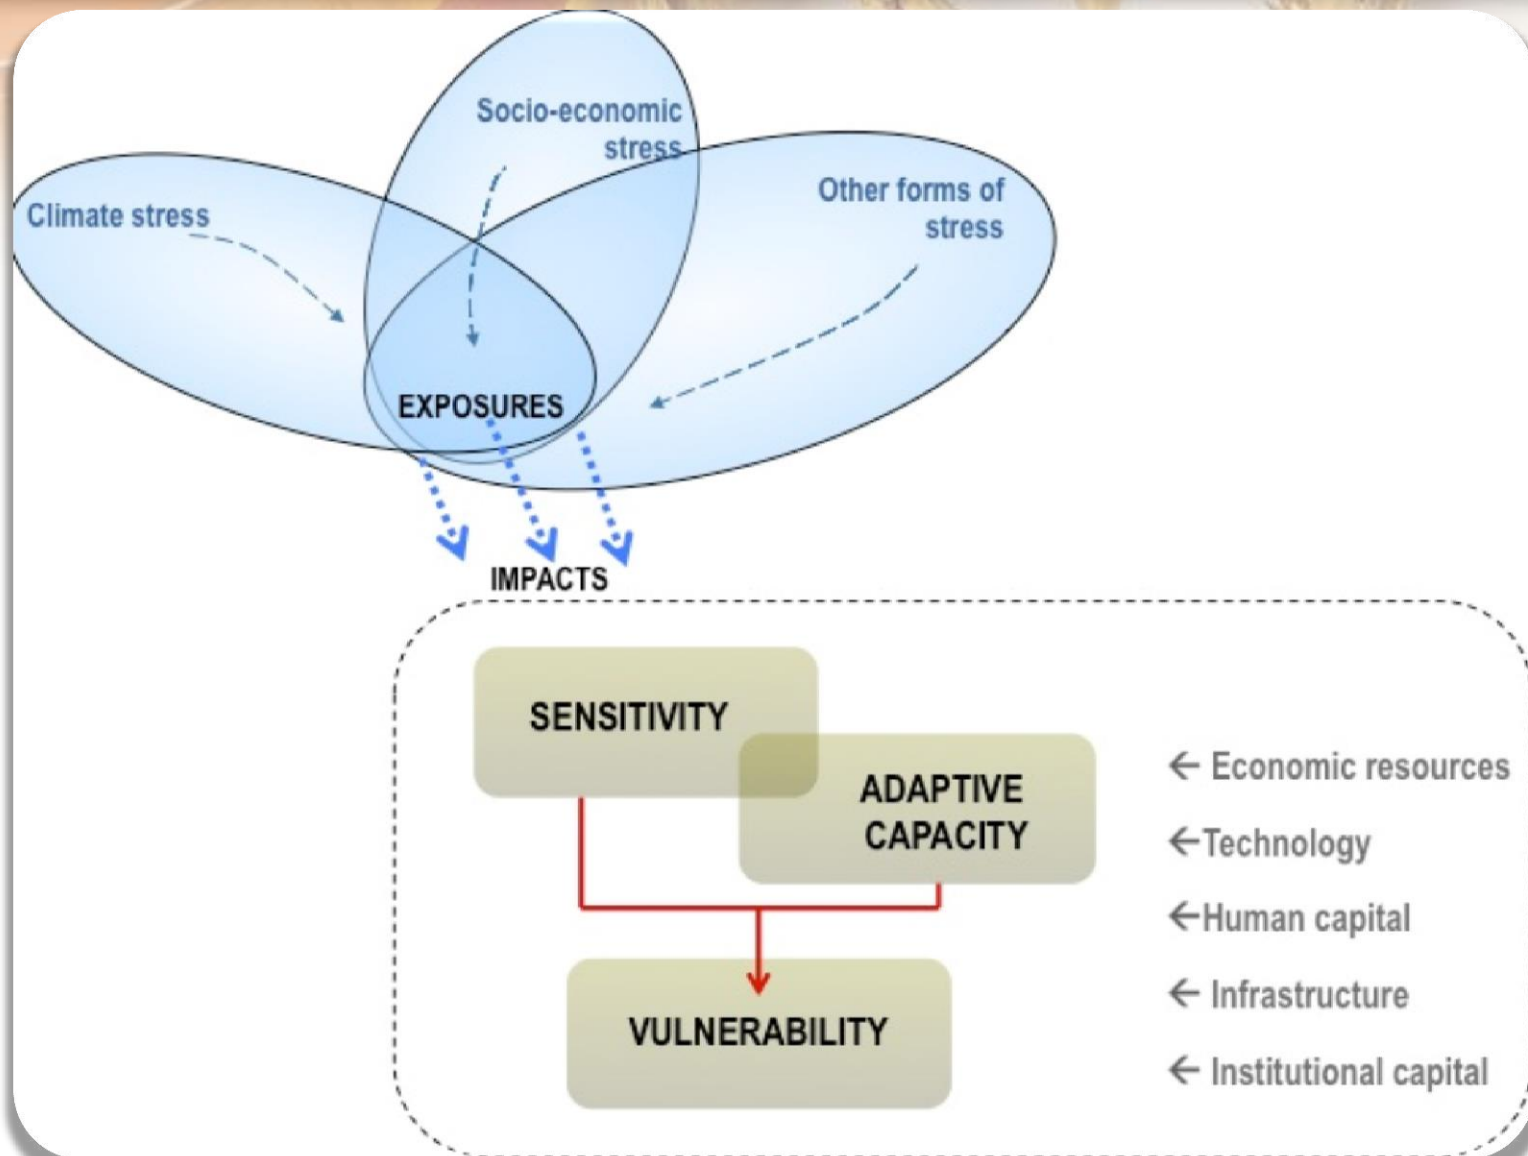 Socio-economic
stress
Climate stress
Other forms of
stress
EXPOSURES
IMPACTS
SENSITIVITY
ADAPTIVE
CAPACITY
VULNERABILITY
← Economic resources
←Technology
←Human capital
← Infrastructure
← Institutional capital